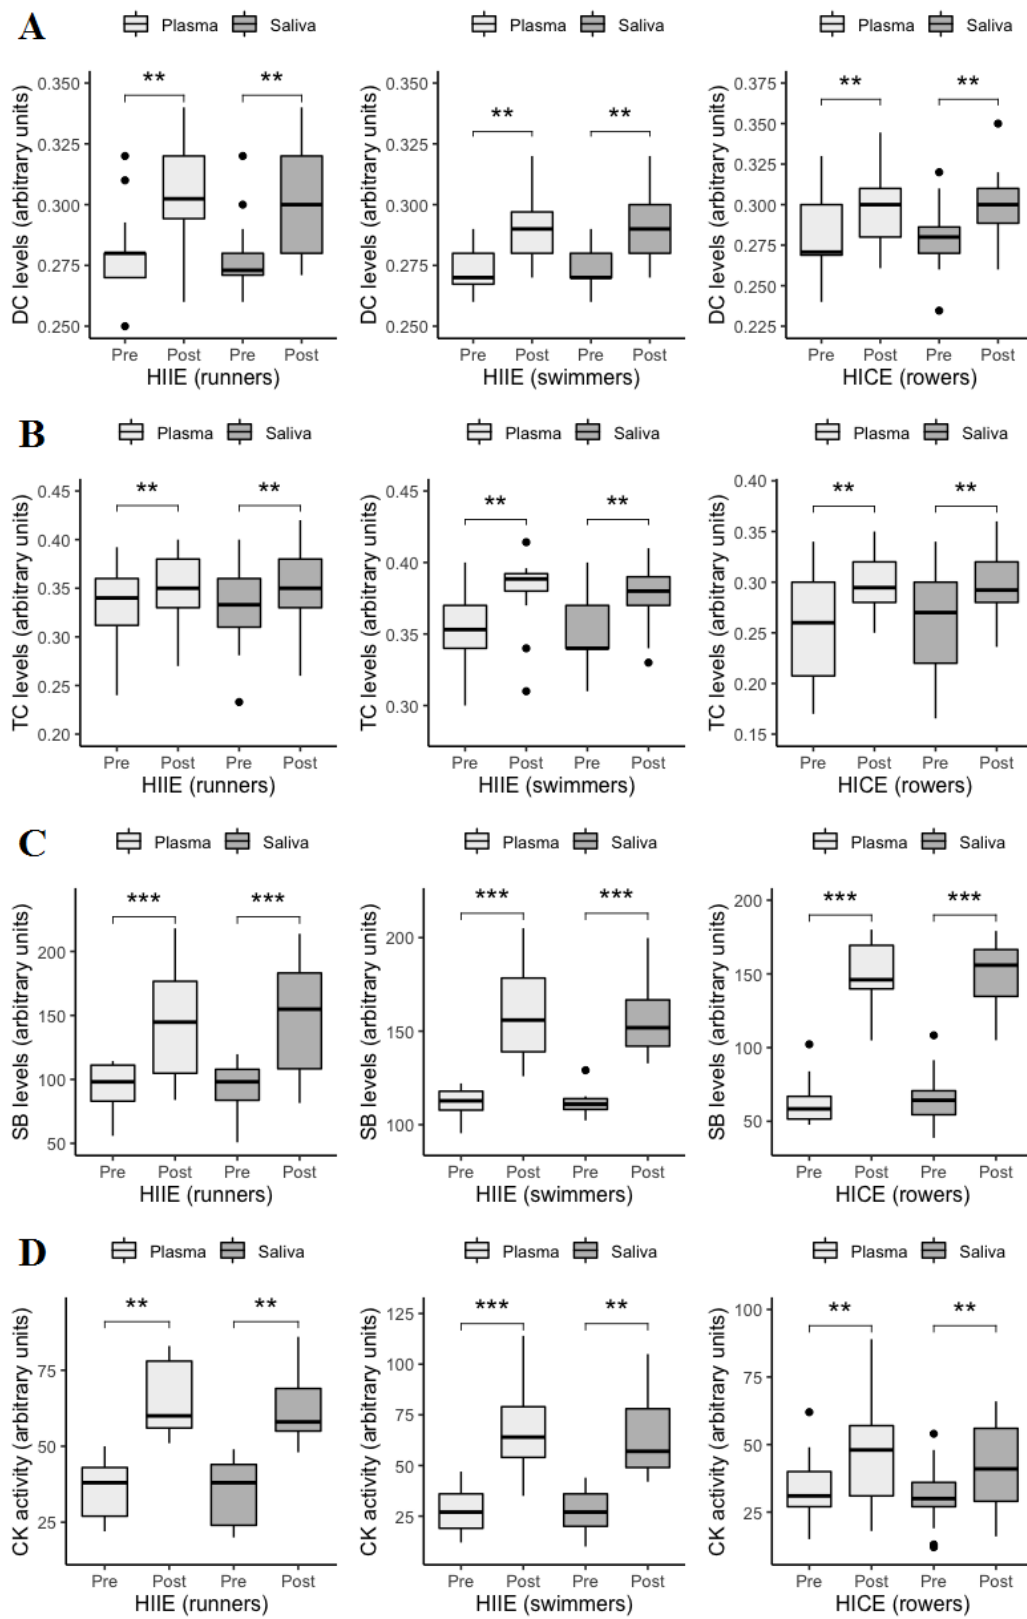 A
Plasma Saliva
Plasma Saliva
Plasma Saliva
DC levels (arbitrary units)
0.350
0.325
0.300
0.275
0.250
** **
Pre Post Pre Post
HIIE (runners)
DC levels (arbitrary units)
0.350
0.325
0.300
0.275
0.250
** **
Pre Post Pre Post
HIIE (swimmers)
DC levels (arbitrary units)
0.375
0.350
0.325
0.300
0.275
0.250
0.225
** **
Pre Post Pre Post
HICE (rowers)
B
Plasma Saliva
Plasma Saliva
Plasma Saliva
TC levels (arbitrary units)
0.45
0.40
0.35
0.30
0.25
0.20
** **
Pre Post Pre Post
HIIE (runners)
TC levels (arbitrary units)
0.45
0.40
0.35
0.30
** **
Pre Post Pre Post
HIIE (swimmers)
TC levels (arbitrary units)
0.40
0.35
0.30
0.25
0.20
0.15
** **
Pre Post Pre Post
HICE (rowers)
C
Plasma Saliva
Plasma Saliva
Plasma Saliva
SB levels (arbitrary units)
200
150
100
50
*** ***
Pre Post Pre Post
HIIE (runners)
SB levels (arbitrary units)
200
150
100
*** ***
Pre Post Pre Post
HIIE (swimmers)
SB levels (arbitrary units)
200
150
100
50
*** ***
Pre Post Pre Post
HICE (rowers)
D
Plasma Saliva
Plasma Saliva
Plasma Saliva
CK activity (arbitrary units)
75
50
25
** **
Pre Post Pre Post
HIIE (runners)
CK activity (arbitrary units)
125
100
75
50
25
*** **
Pre Post Pre Post
HIIE (swimmers)
CK activity (arbitrary units)
100
75
50
25
** **
Pre Post Pre Post
HICE (rowers)